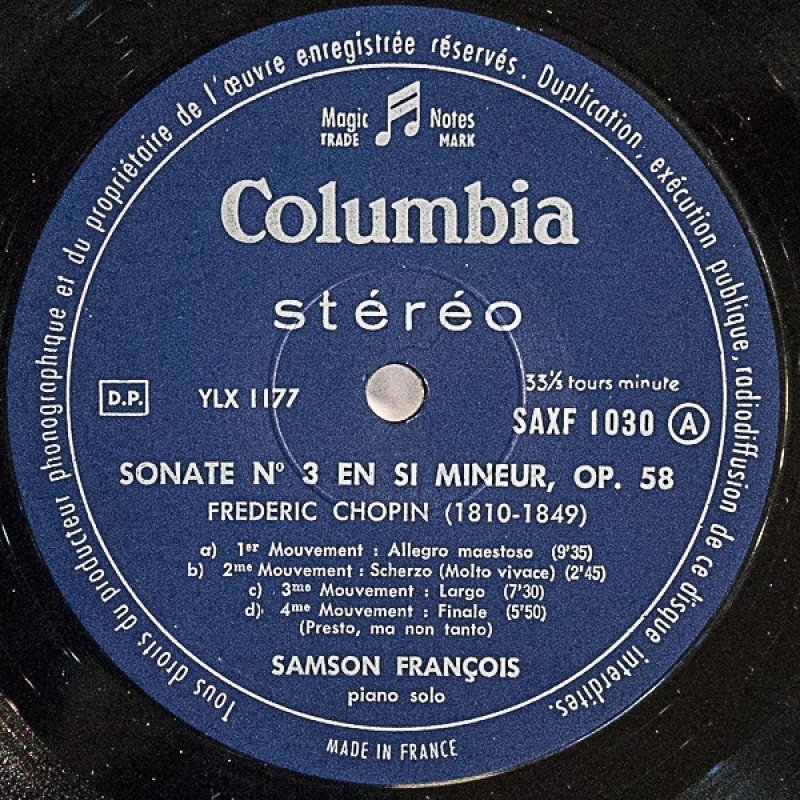 Tous droits du producteur phonographique et du propriétaire de l'œuvre enregistrée réservés. Duplication, exécution publique, radiodiffusion de ce disque interdites.
Magic Notes
TRADE MARK
Columbia
stéréo
33⅓ tours minute
D.P. YLX 1177
SAXF 1030 A
SONATE Nº 3 EN SI MINEUR, OP. 58
FREDERIC CHOPIN (1810-1849)
a) 1er Mouvement : Allegro maestoso (9'35)
b) 2me Mouvement : Scherzo (Molto vivace) (2'45)
c) 3me Mouvement : Largo (7'30)
d) 4me Mouvement : Finale (5'50)
(Presto, ma non tanto)
SAMSON FRANÇOIS
piano solo
MADE IN FRANCE